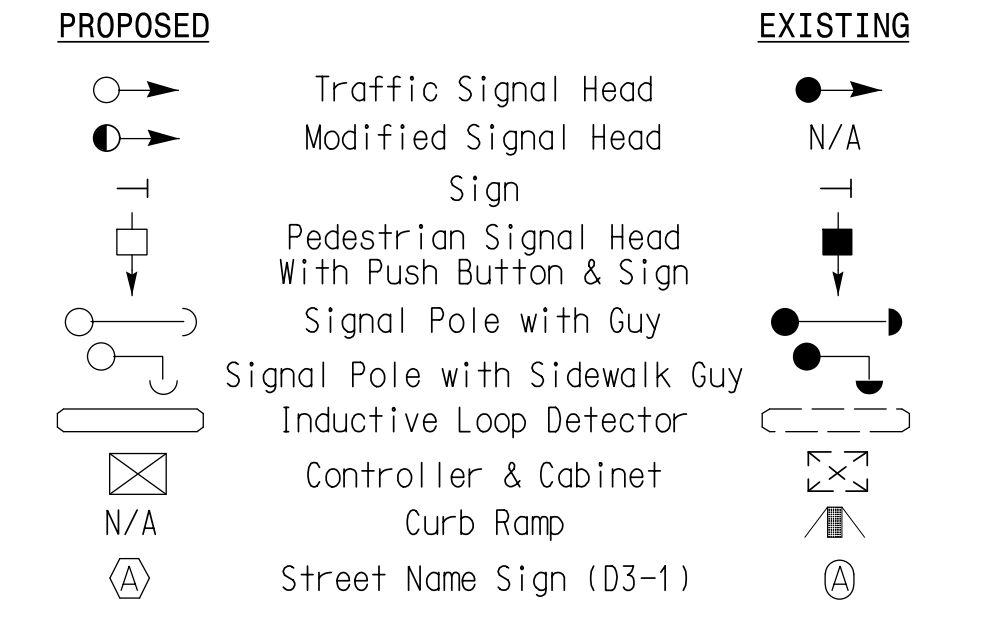 PROPOSED EXISTING
Traffic Signal Head
Modified Signal Head N/A
Sign
Pedestrian Signal Head
With Push Button & Sign
Signal Pole with Guy
Signal Pole with Sidewalk Guy
Inductive Loop Detector
Controller & Cabinet
N/A Curb Ramp
A Street Name Sign (D3-1) A